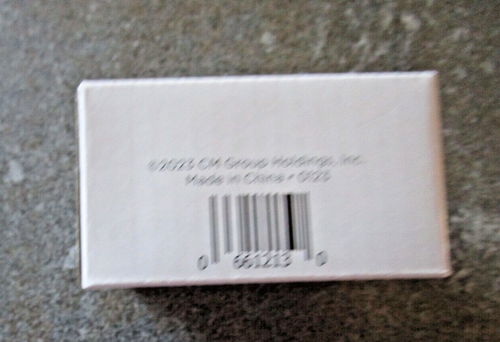 ©2023 CM Group Holdings, Inc.
Made in China • 0123
0 661213 0